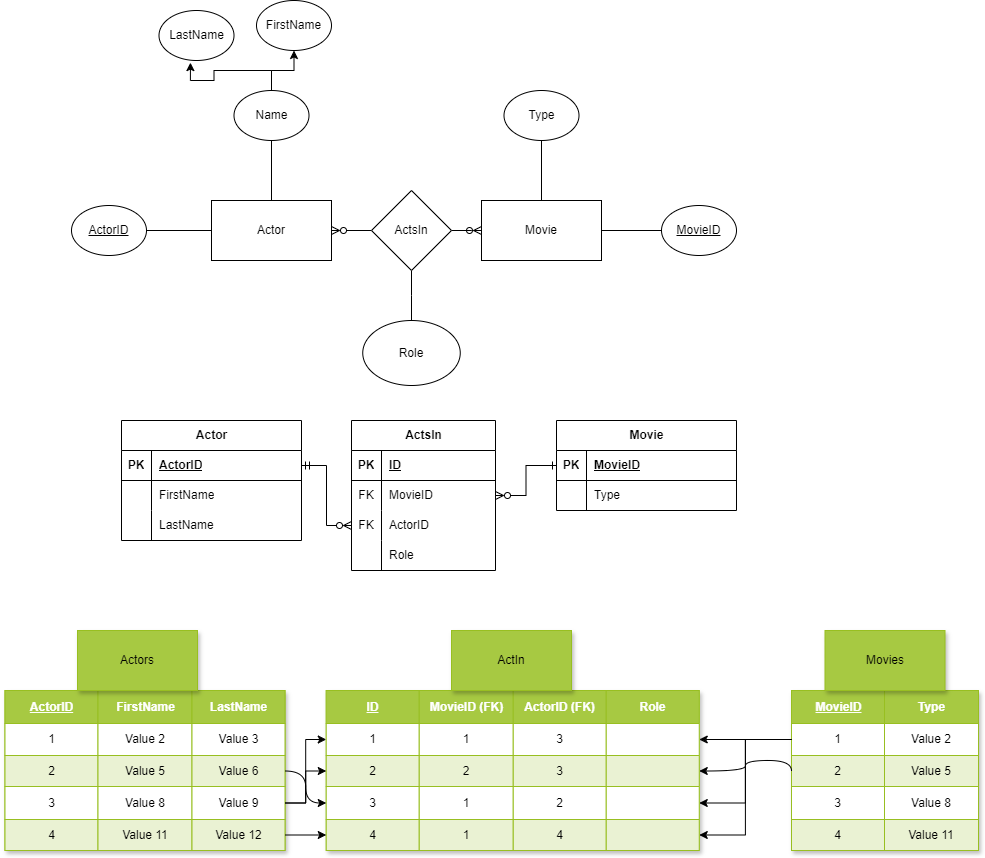 FirstName
LastName
Name
Type
ActorID
Actor
ActsIn
Movie
MovieID
Role
Actor
PK ActorID
FirstName
LastName
ActsIn
PK ID
FK MovieID
FK ActorID
Role
Movie
PK MovieID
Type
Actors
ActorID FirstName LastName
1 Value 2 Value 3
2 Value 5 Value 6
3 Value 8 Value 9
4 Value 11 Value 12
ActIn
ID MovieID (FK) ActorID (FK) Role
1 1 3
2 2 3
3 1 2
4 1 4
Movies
MovieID Type
1 Value 2
2 Value 5
3 Value 8
4 Value 11